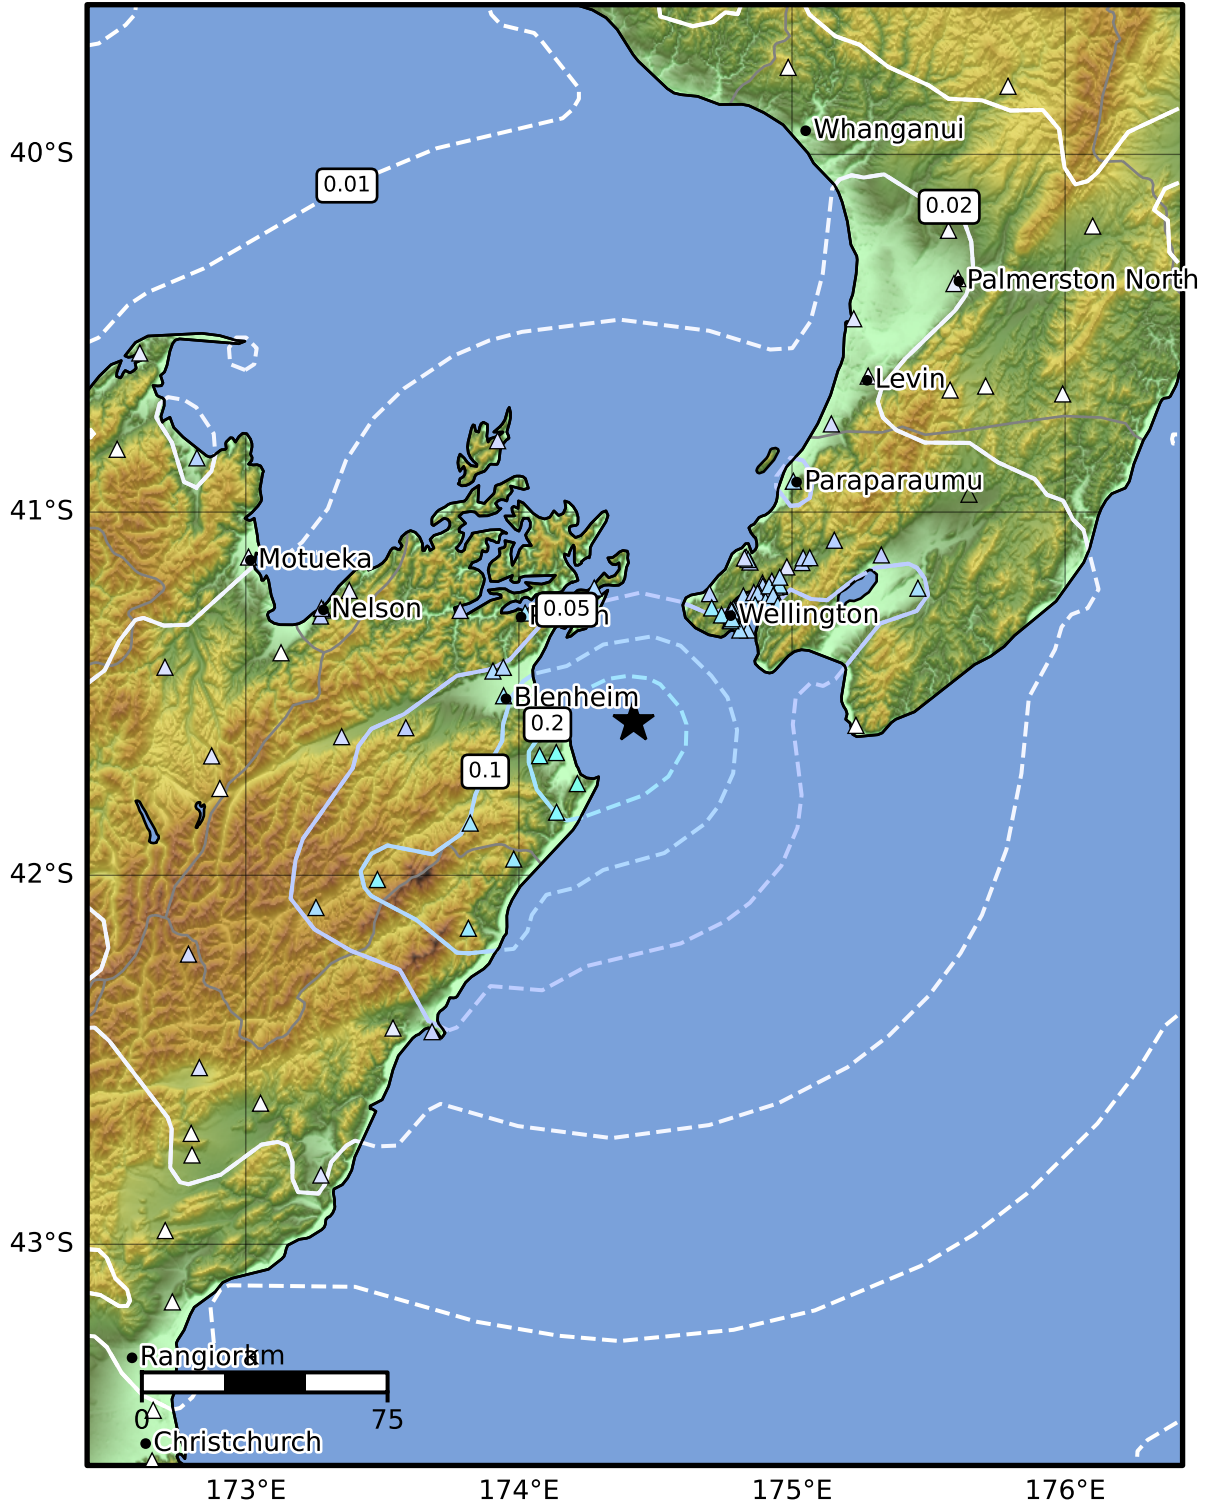 Whanganui
40°S
0.01
0.02
Palmerston North
Levin
Paraparaumu
41°S
Motueka
Nelson
0.05
Wellington
Blenheim
0.2
0.1
42°S
43°S
Rangiora
km
0
75
Christchurch
173°E
174°E
175°E
176°E